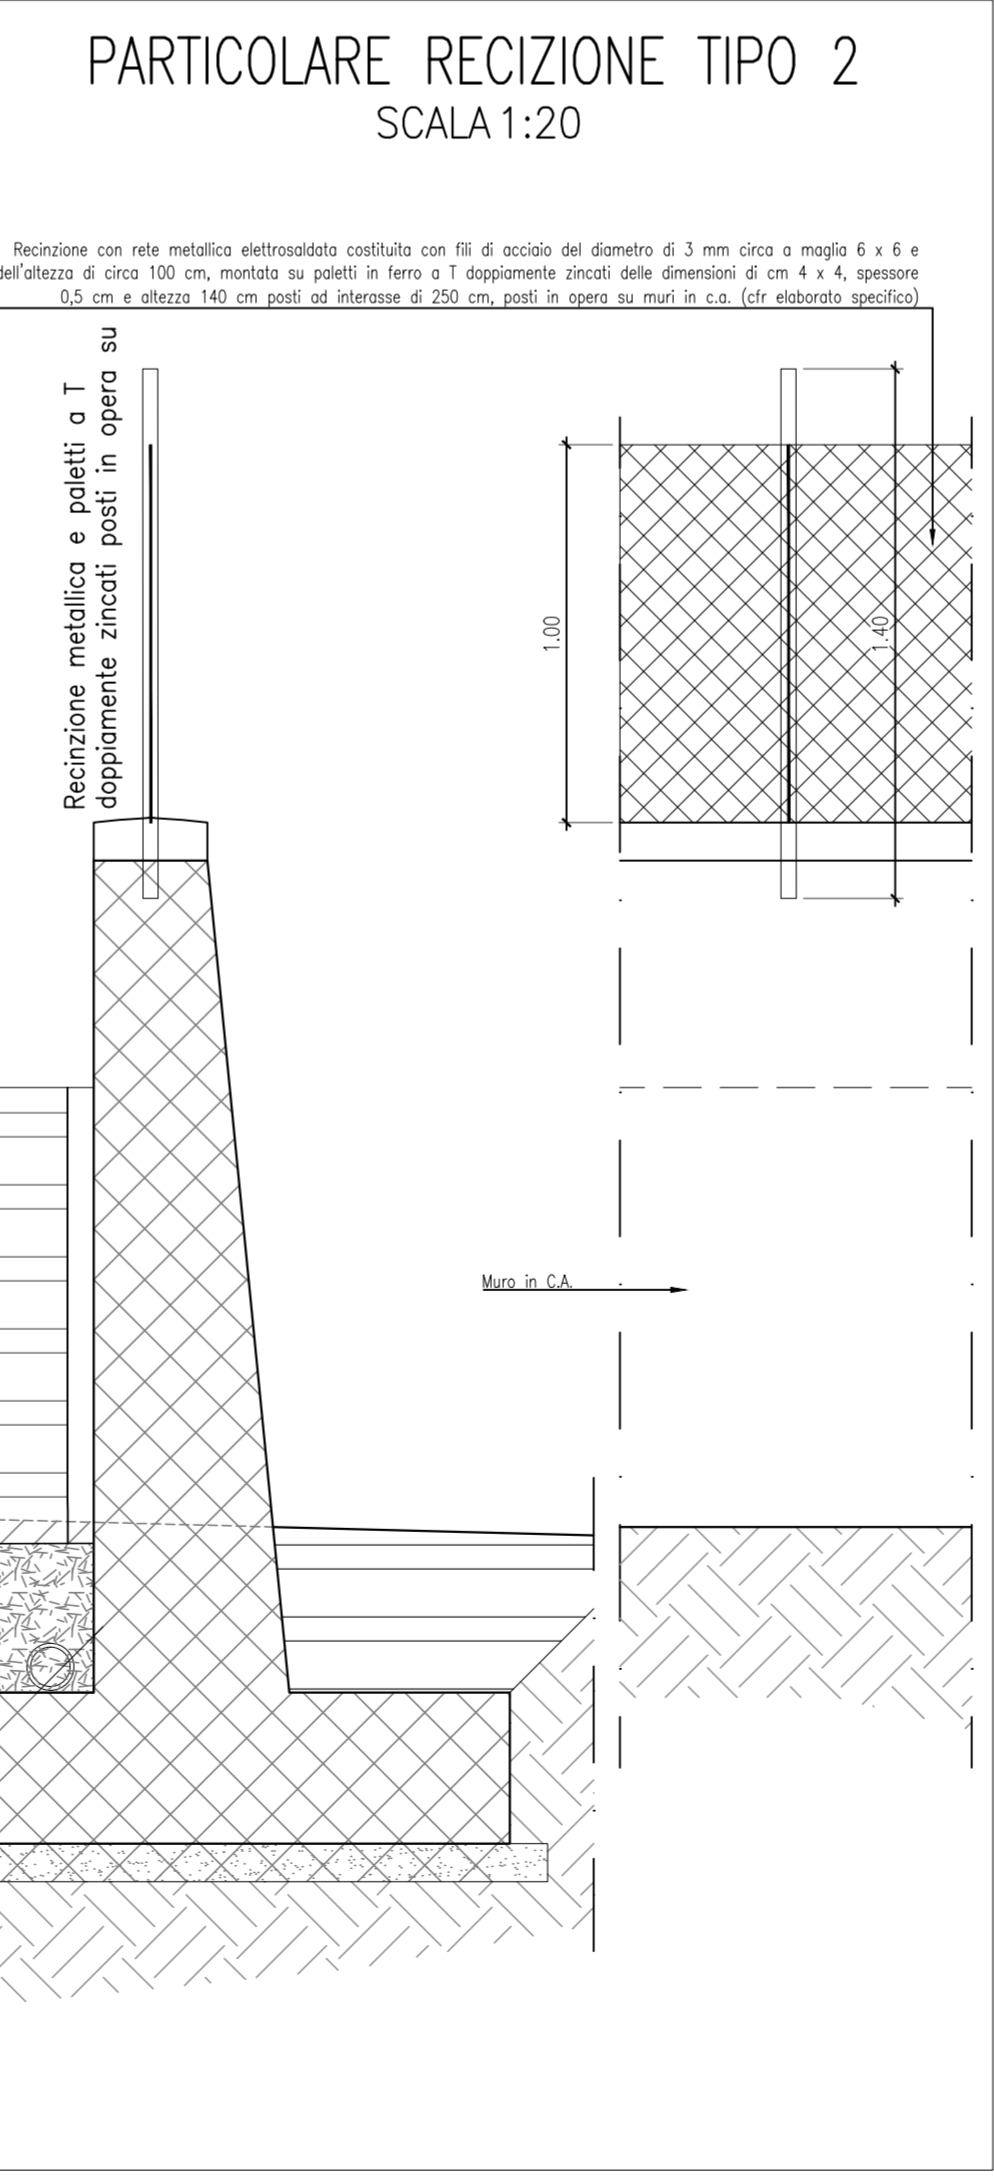 PARTICOLARE RECIZIONE TIPO 2
SCALA 1:20
Recinzione con rete metallica elettrosaldata costituita con fili di acciaio del diametro di 3 mm circa a maglia 6 x 6 e
dell'altezza di circa 100 cm, montata su paletti in ferro a T doppiamente zincati delle dimensioni di cm 4 x 4, spessore
0,5 cm e altezza 140 cm posti ad interasse di 250 cm, posti in opera su muri in c.a. (cfr elaborato specifico)
Recinzione metallica e paletti a T
doppiamente zincati posti in opera su
1.00
1.40
Muro in C.A.